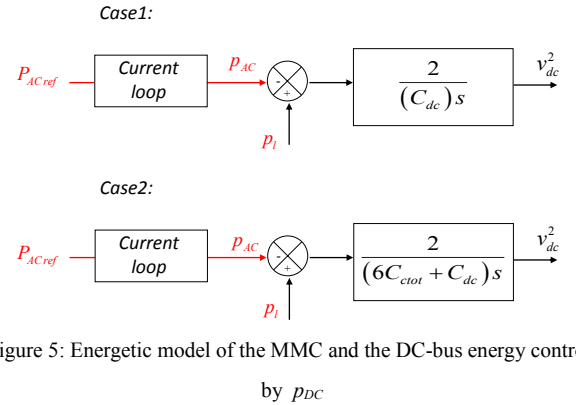 Case1:
P_ACref
Current loop
p_AC
-
+
p_l
2
(C_dc)s
v_dc^2
Case2:
P_ACref
Current loop
p_AC
-
+
p_l
2
(6C_ctot + C_dc)s
v_dc^2
igure 5: Energetic model of the MMC and the DC-bus energy contro
by p_DC